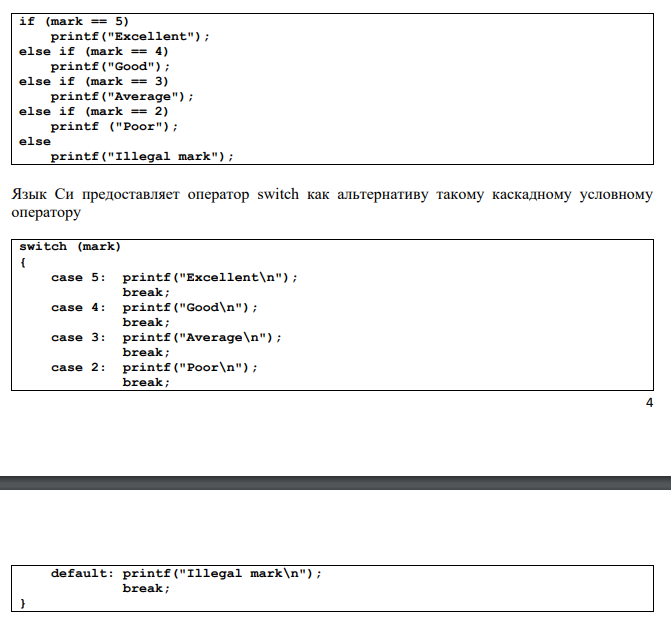 if (mark == 5)
    printf("Excellent");
else if (mark == 4)
    printf("Good");
else if (mark == 3)
    printf("Average");
else if (mark == 2)
    printf ("Poor");
else
    printf("Illegal mark");
Язык Си предоставляет оператор switch как альтернативу такому каскадному условному
оператору
switch (mark)
{
    case 5:  printf("Excellent\n");
             break;
    case 4:  printf("Good\n");
             break;
    case 3:  printf("Average\n");
             break;
    case 2:  printf("Poor\n");
             break;
4
    default: printf("Illegal mark\n");
             break;
}